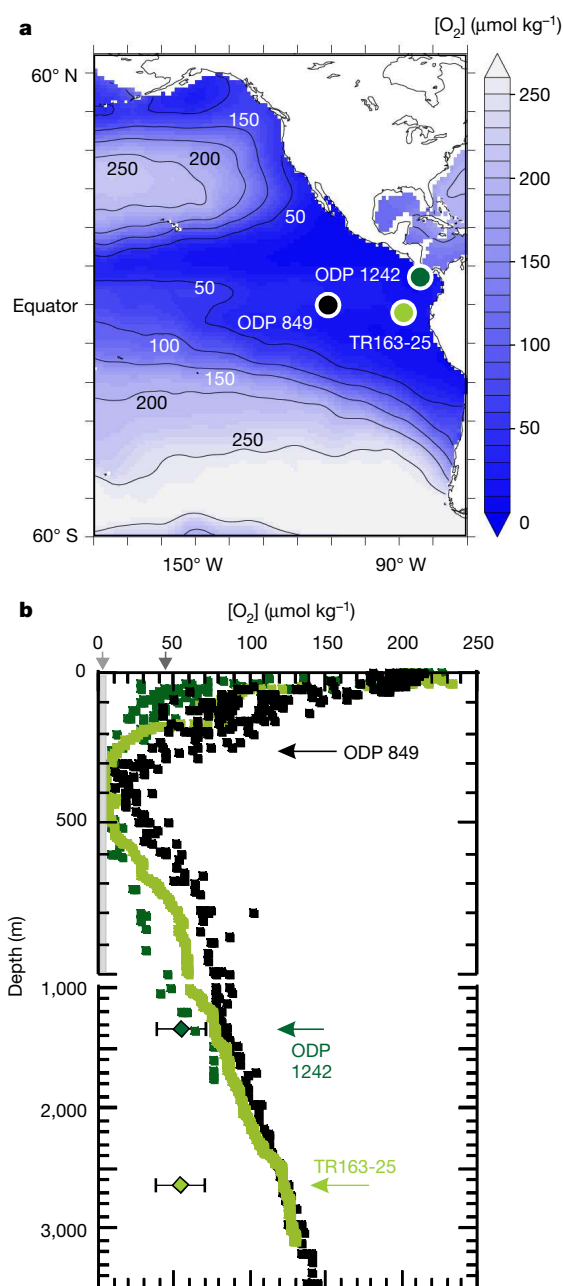 a
[O₂] (μmol kg⁻¹)
60° N
Equator
60° S
150° W
90° W
150
200
250
50
ODP 1242
50
ODP 849
TR163-25
100
150
200
250
250
200
150
100
50
0
b
[O₂] (μmol kg⁻¹)
0
50
100
150
200
250
0
500
1,000
2,000
3,000
Depth (m)
ODP 849
ODP
1242
TR163-25